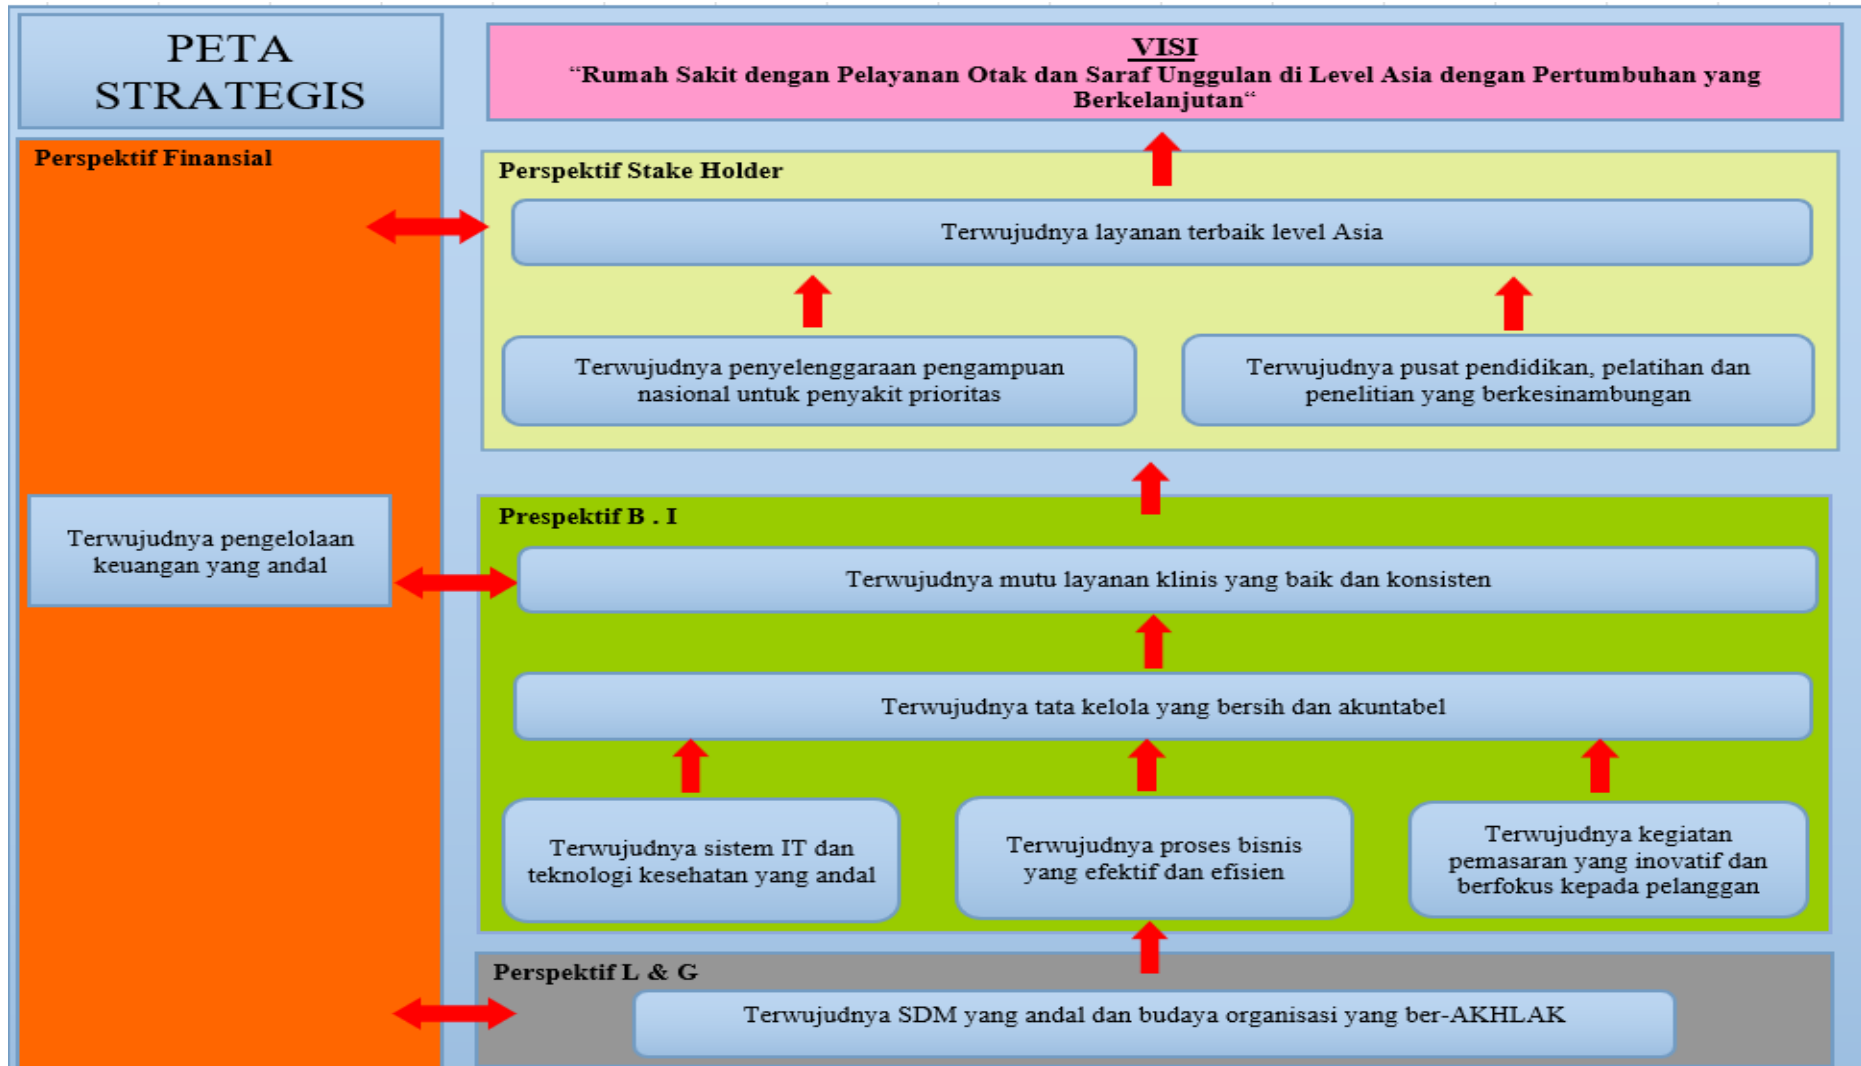 PETA
STRATEGIS
VISI
“Rumah Sakit dengan Pelayanan Otak dan Saraf Unggulan di Level Asia dengan Pertumbuhan yang
Berkelanjutan“
Perspektif Finansial
Terwujudnya pengelolaan
keuangan yang andal
Perspektif Stake Holder
Terwujudnya layanan terbaik level Asia
Terwujudnya penyelenggaraan pengampuan
nasional untuk penyakit prioritas
Terwujudnya pusat pendidikan, pelatihan dan
penelitian yang berkesinambungan
Prespektif B . I
Terwujudnya mutu layanan klinis yang baik dan konsisten
Terwujudnya tata kelola yang bersih dan akuntabel
Terwujudnya sistem IT dan
teknologi kesehatan yang andal
Terwujudnya proses bisnis
yang efektif dan efisien
Terwujudnya kegiatan
pemasaran yang inovatif dan
berfokus kepada pelanggan
Perspektif L & G
Terwujudnya SDM yang andal dan budaya organisasi yang ber-AKHLAK